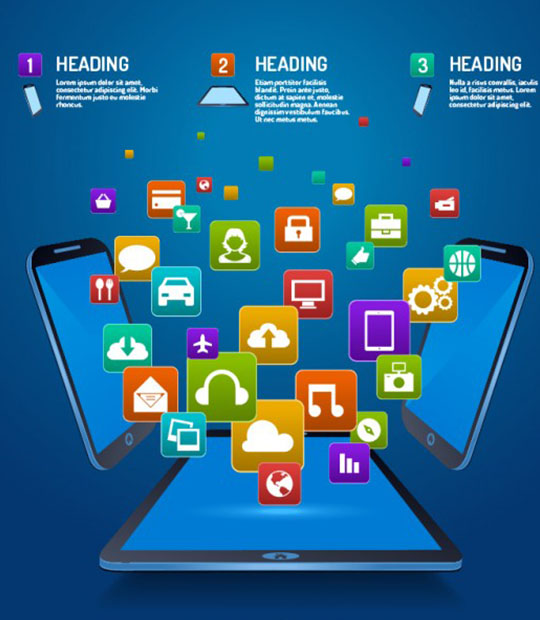 1 HEADING
Lorem ipsum dolor sit amet,
consectetur adipiscing elit. Morbi
fermentum justo eu molestie
rhoncus.
2 HEADING
Etiam porttitor facilisis
blandit. Proin ante justo,
dictum at sapien et, molestie
sollicitudin magna. Aenean
dignissim vestibulum faucibus.
Ut nec metus metus.
3 HEADING
Nulla a risus convallis, iaculis
leo id, facilisis metus. Lorem
ipsum dolor sit amet,
consectetur adipiscing elit.